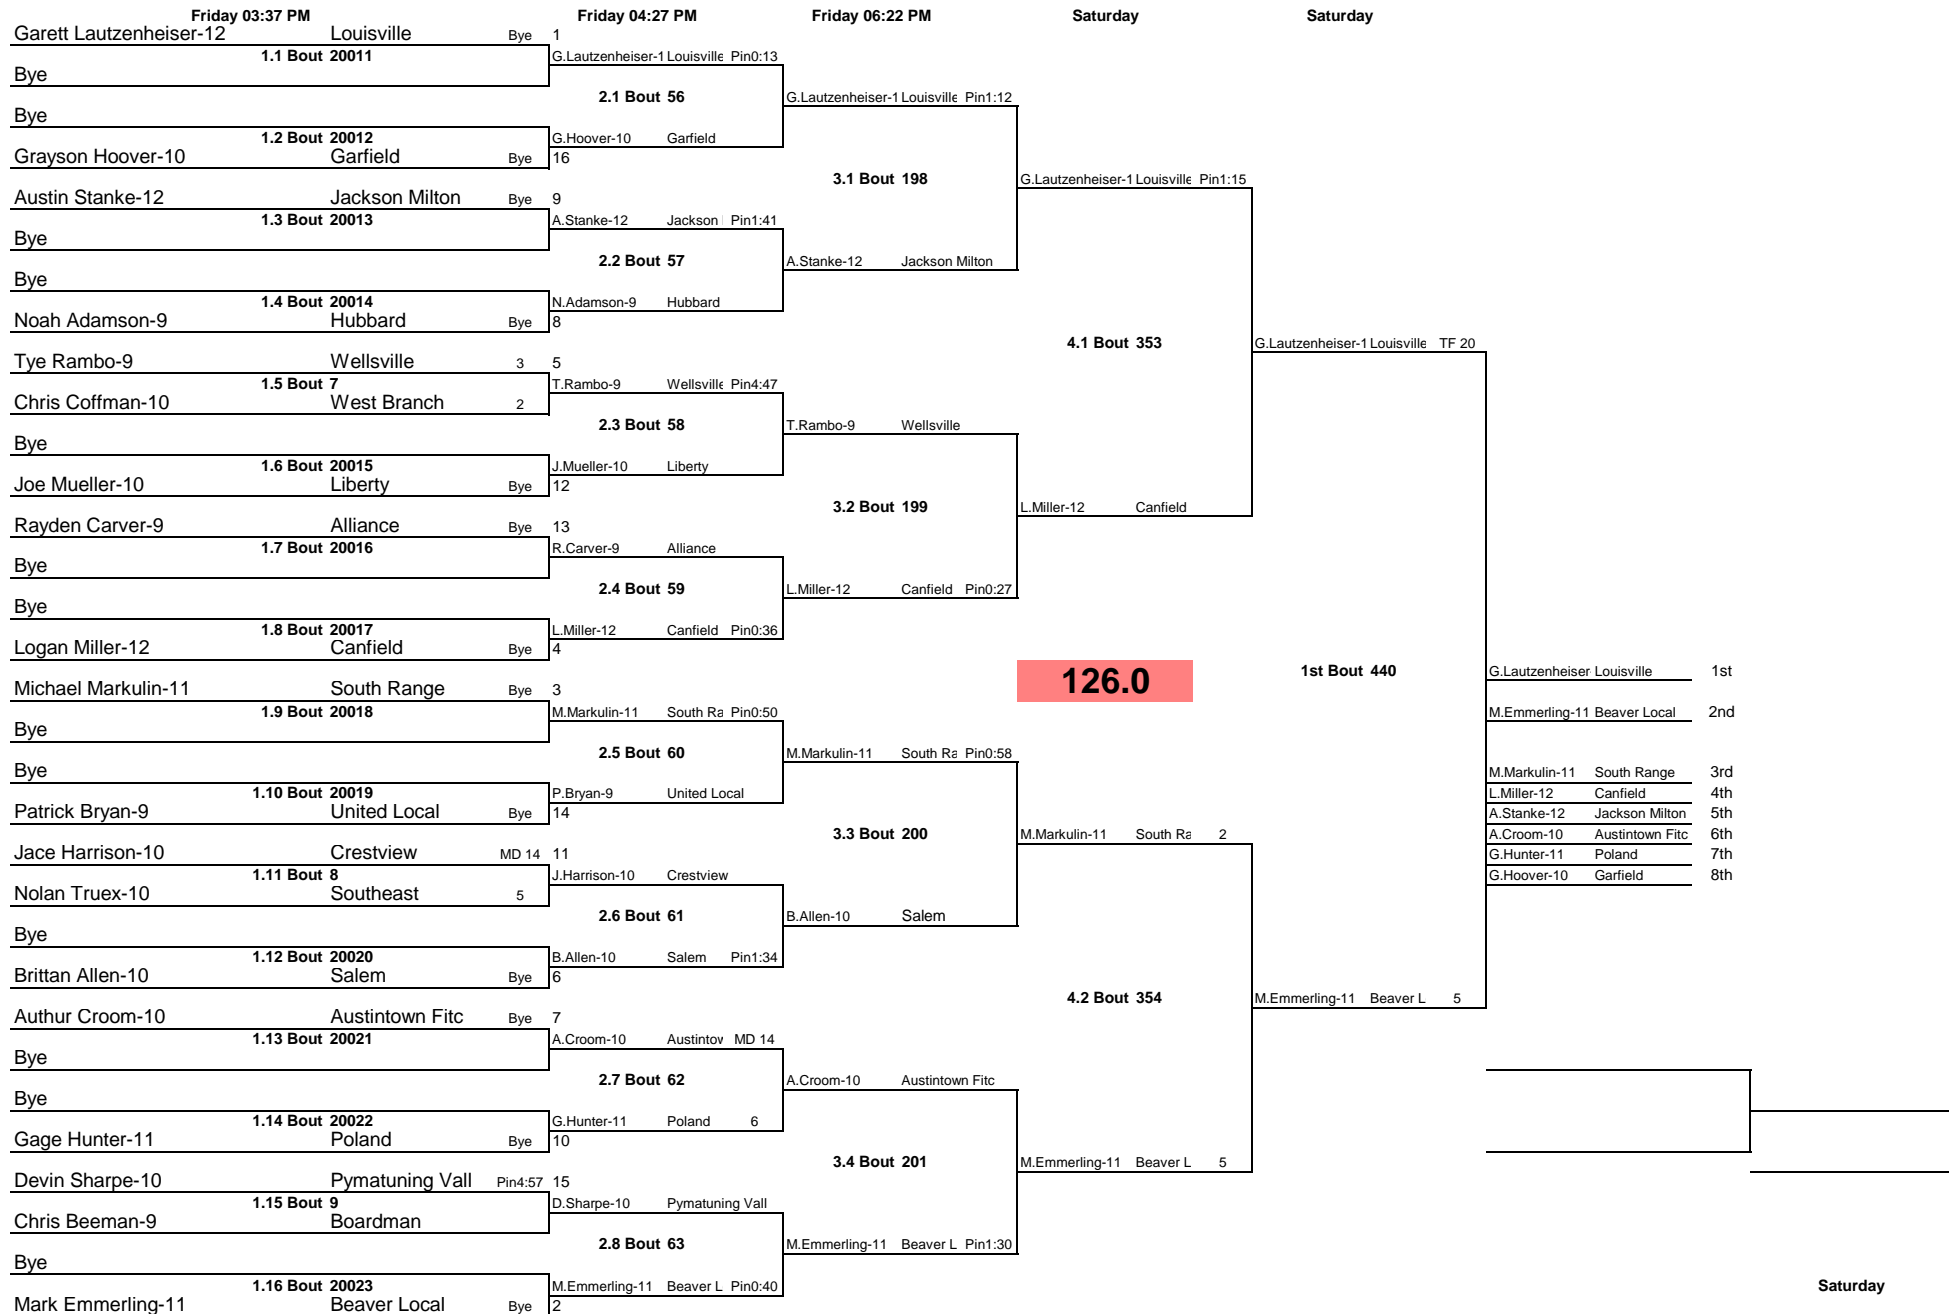 Friday 03:37 PM Friday 04:27 PM Friday 06:22 PM Saturday Saturday
Garett Lautzenheiser-12 Louisville Bye 1
1.1 Bout 20011 G.Lautzenheiser-1 Louisville Pin0:13
Bye
2.1 Bout 56 G.Lautzenheiser-1 Louisville Pin1:12
Bye
1.2 Bout 20012 G.Hoover-10 Garfield
Grayson Hoover-10 Garfield Bye 16
3.1 Bout 198 G.Lautzenheiser-1 Louisville Pin1:15
Austin Stanke-12 Jackson Milton Bye 9
1.3 Bout 20013 A.Stanke-12 Jackson Pin1:41
Bye
2.2 Bout 57 A.Stanke-12 Jackson Milton
Bye
1.4 Bout 20014 N.Adamson-9 Hubbard
Noah Adamson-9 Hubbard Bye 8
4.1 Bout 353 G.Lautzenheiser-1 Louisville TF 20
Tye Rambo-9 Wellsville 3 5
1.5 Bout 7 T.Rambo-9 Wellsville Pin4:47
Chris Coffman-10 West Branch 2
2.3 Bout 58 T.Rambo-9 Wellsville
Bye
1.6 Bout 20015 J.Mueller-10 Liberty
Joe Mueller-10 Liberty Bye 12
3.2 Bout 199 L.Miller-12 Canfield
Rayden Carver-9 Alliance Bye 13
1.7 Bout 20016 R.Carver-9 Alliance
Bye
2.4 Bout 59 L.Miller-12 Canfield Pin0:27
Bye
1.8 Bout 20017 L.Miller-12 Canfield Pin0:36
Logan Miller-12 Canfield Bye 4
126.0 1st Bout 440 G.Lautzenheiser Louisville 1st
Michael Markulin-11 South Range Bye 3
1.9 Bout 20018 M.Markulin-11 South Ra Pin0:50 M.Emmerling-11 Beaver Local 2nd
Bye
2.5 Bout 60 M.Markulin-11 South Ra Pin0:58
Bye M.Markulin-11 South Range 3rd
1.10 Bout 20019 P.Bryan-9 United Local L.Miller-12 Canfield 4th
Patrick Bryan-9 United Local Bye 14 A.Stanke-12 Jackson Milton 5th
3.3 Bout 200 M.Markulin-11 South Ra 2 A.Croom-10 Austintown Fitc 6th
Jace Harrison-10 Crestview MD 14 11 G.Hunter-11 Poland 7th
1.11 Bout 8 J.Harrison-10 Crestview G.Hoover-10 Garfield 8th
Nolan Truex-10 Southeast 5
2.6 Bout 61 B.Allen-10 Salem
Bye
1.12 Bout 20020 B.Allen-10 Salem Pin1:34
Brittan Allen-10 Salem Bye 6
4.2 Bout 354 M.Emmerling-11 Beaver L 5
Authur Croom-10 Austintown Fitc Bye 7
1.13 Bout 20021 A.Croom-10 Austintow MD 14
Bye
2.7 Bout 62 A.Croom-10 Austintown Fitc
Bye
1.14 Bout 20022 G.Hunter-11 Poland 6
Gage Hunter-11 Poland Bye 10
3.4 Bout 201 M.Emmerling-11 Beaver L 5
Devin Sharpe-10 Pymatuning Vall Pin4:57 15
1.15 Bout 9 D.Sharpe-10 Pymatuning Vall
Chris Beeman-9 Boardman
2.8 Bout 63 M.Emmerling-11 Beaver L Pin1:30
Bye
1.16 Bout 20023 M.Emmerling-11 Beaver L Pin0:40 Saturday
Mark Emmerling-11 Beaver Local Bye 2